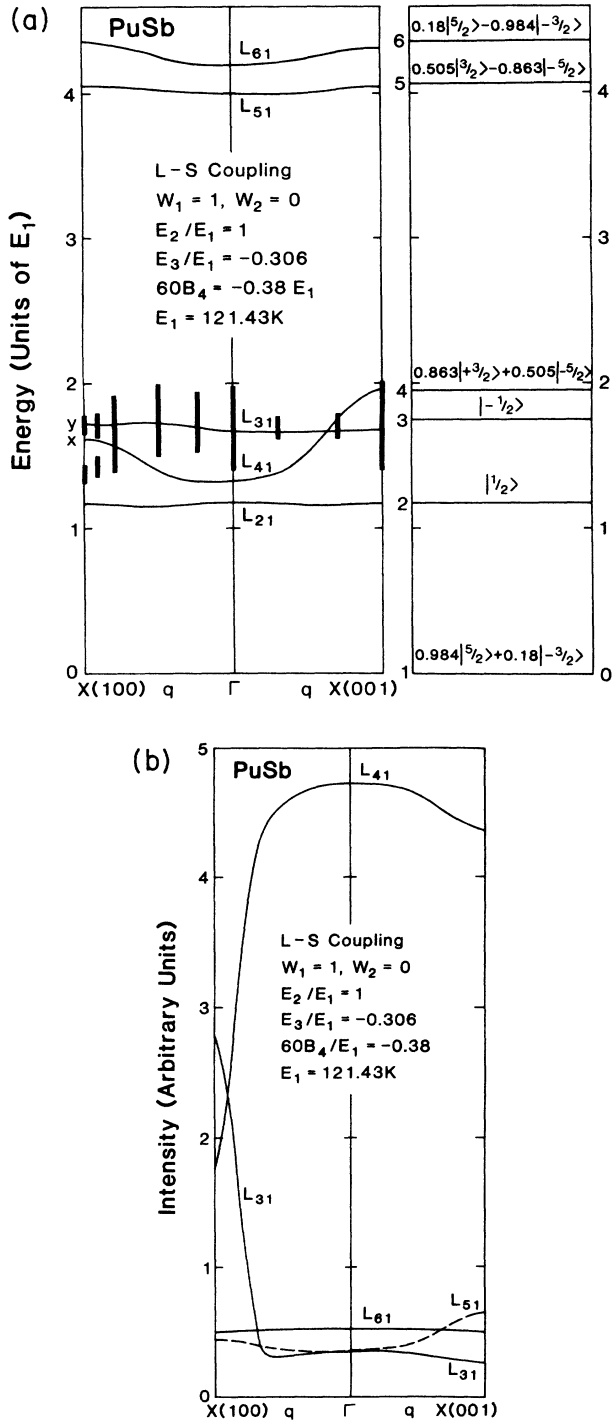 (a)
PuSb
L61
L51
L-S Coupling
W1 = 1, W2 = 0
E2/E1 = 1
E3/E1 = -0.306
60B4 = -0.38 E1
E1 = 121.43K
L31
L41
L21
Energy (Units of E1)
4
3
2
y
x
1
0
X(100) q Γ q X(001)
0.18|5/2>-0.984|-3/2>
6
0.505|3/2>-0.863|-5/2>
5
4
3
0.863|+3/2>+0.505|-5/2>
4
2
|-1/2>
3
|1/2>
2
1
0.984|5/2>+0.18|-3/2>
1
0
(b)
PuSb
L41
L-S Coupling
W1 = 1, W2 = 0
E2/E1 = 1
E3/E1 = -0.306
60B4/E1 = -0.38
E1 = 121.43K
L31
L61
L51
L31
Intensity (Arbitrary Units)
5
4
3
2
1
0
X(100) q Γ q X(001)